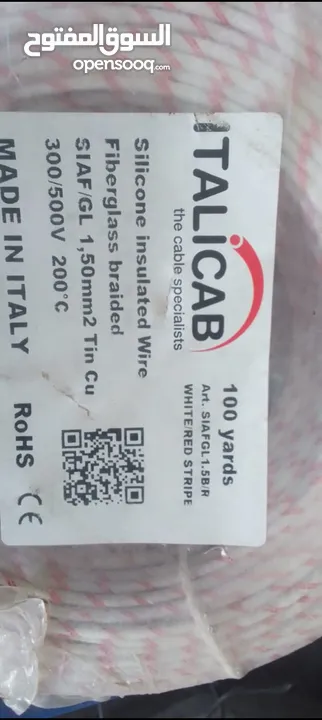 السوق المفتوح
opensooq.com
ITALICAB
the cable specialists
100 yards
Art. SIAFGL1.5B/R
WHITE/RED STRIPE
Silicone insulated Wire
Fiberglass braided
SIAF/GL 1,50mm2 Tin Cu
300/500V 200°C
MADE IN ITALY RoHS CE